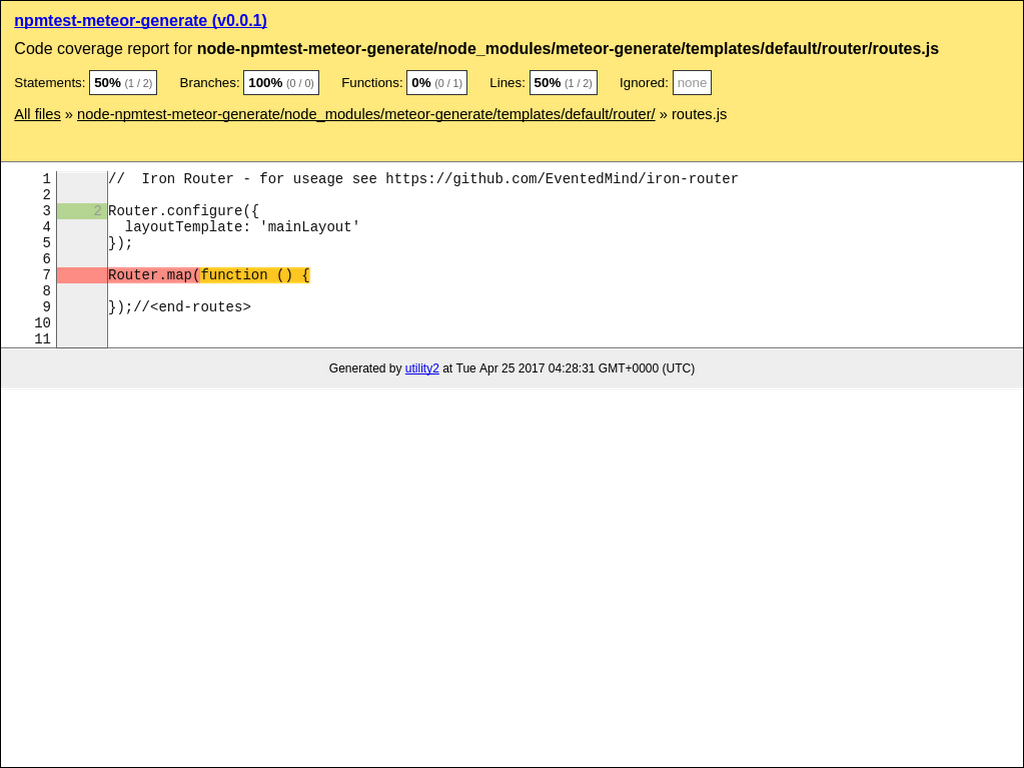 npmtest-meteor-generate (v0.0.1)
Code coverage report for node-npmtest-meteor-generate/node_modules/meteor-generate/templates/default/router/routes.js
Statements: 50% (1 / 2) Branches: 100% (0 / 0) Functions: 0% (0 / 1) Lines: 50% (1 / 2) Ignored: none
All files » node-npmtest-meteor-generate/node_modules/meteor-generate/templates/default/router/ » routes.js
1 //  Iron Router - for useage see https://github.com/EventedMind/iron-router
2
3 2 Router.configure({
4   layoutTemplate: 'mainLayout'
5 });
6
7 Router.map(function () {
8
9 });//<end-routes>
10
11
Generated by utility2 at Tue Apr 25 2017 04:28:31 GMT+0000 (UTC)